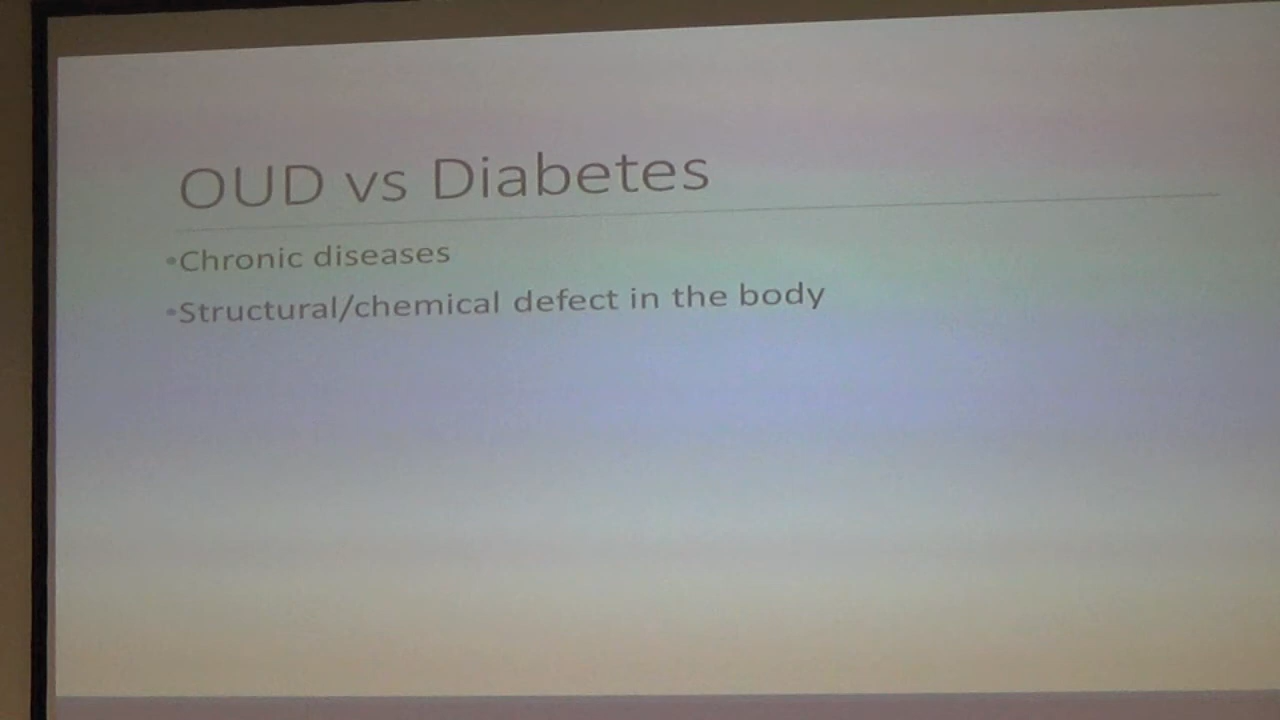 OUD vs Diabetes
•Chronic diseases
•Structural/chemical defect in the body